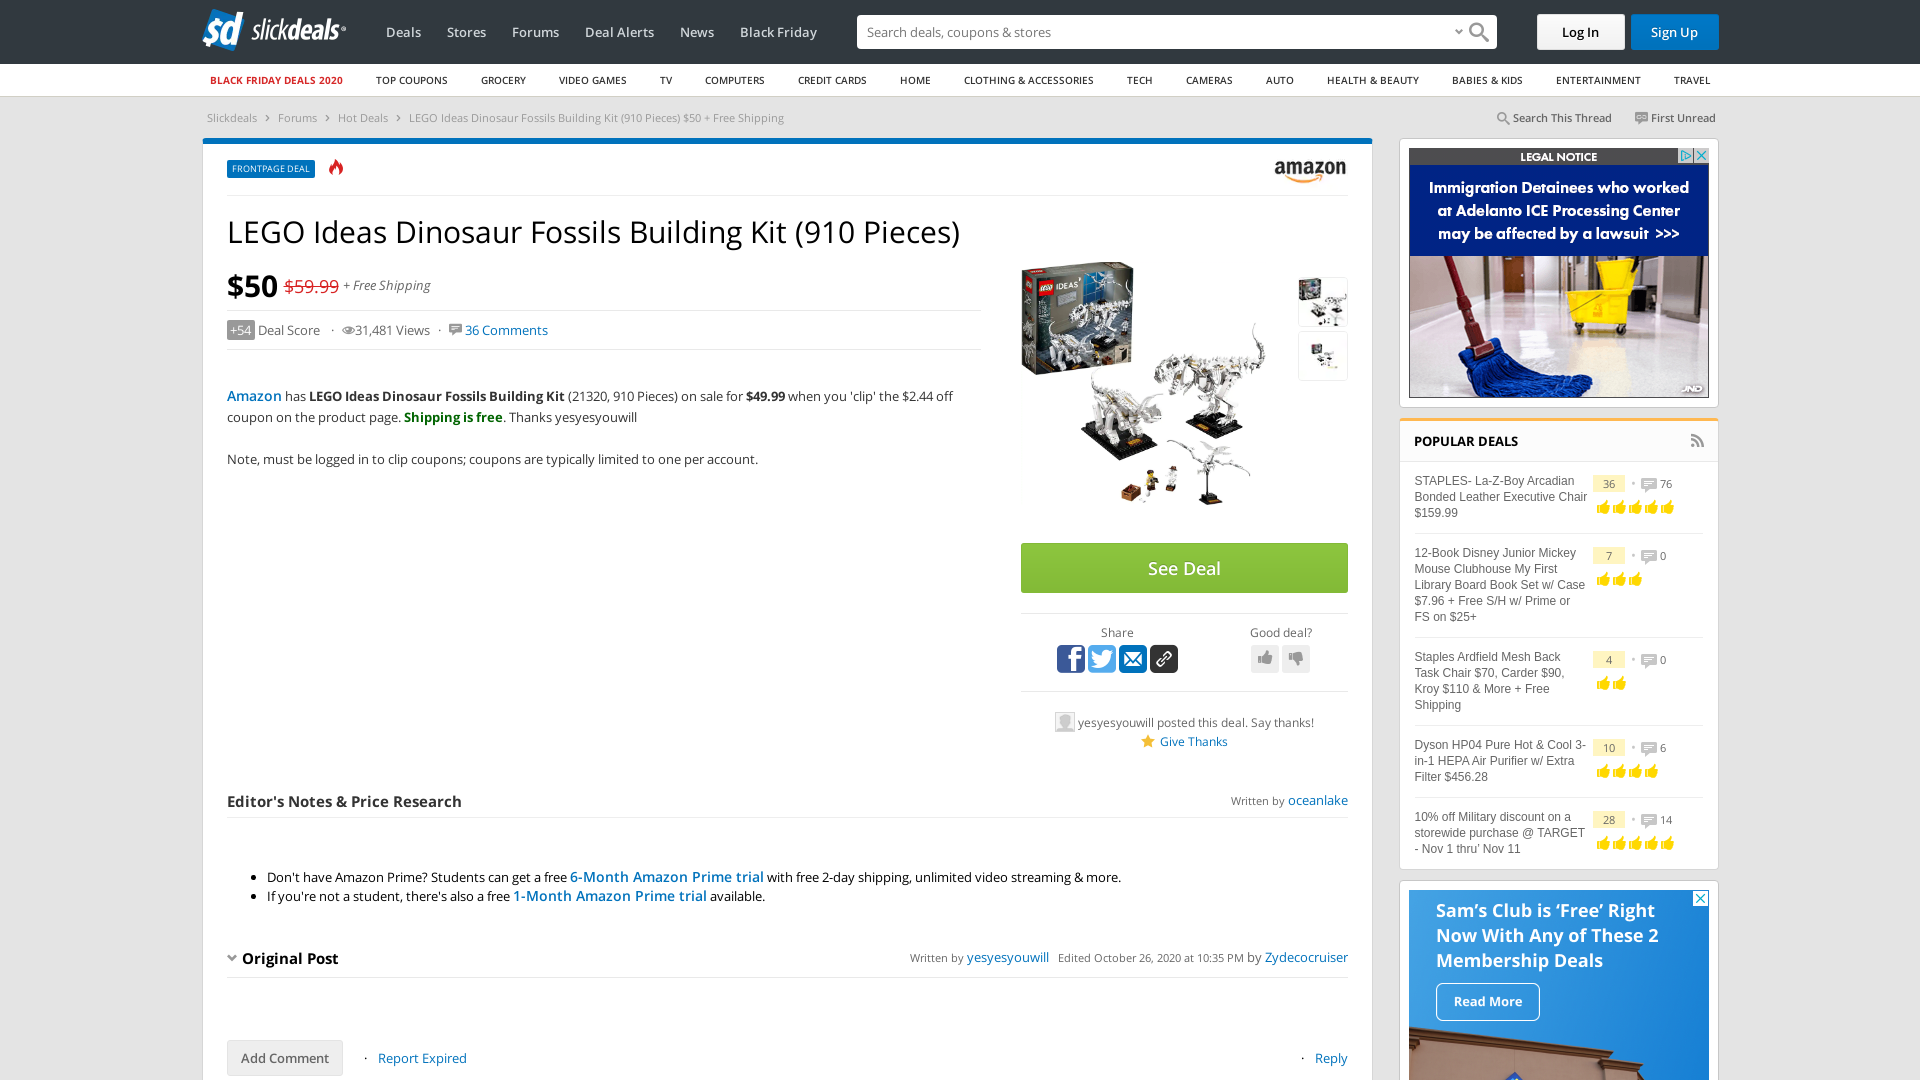 slickdeals
Deals
Stores
Forums
Deal Alerts
News
Black Friday
Search deals, coupons & stores
Log In
Sign Up
BLACK FRIDAY DEALS 2020
TOP COUPONS
GROCERY
VIDEO GAMES
TV
COMPUTERS
CREDIT CARDS
HOME
CLOTHING & ACCESSORIES
TECH
CAMERAS
AUTO
HEALTH & BEAUTY
BABIES & KIDS
ENTERTAINMENT
TRAVEL
Slickdeals > Forums > Hot Deals > LEGO Ideas Dinosaur Fossils Building Kit (910 Pieces) $50 + Free Shipping
Search This Thread
First Unread
FRONTPAGE DEAL
amazon
LEGO Ideas Dinosaur Fossils Building Kit (910 Pieces)
$50 $59.99 + Free Shipping
+54 Deal Score · 31,481 Views · 36 Comments
Amazon has LEGO Ideas Dinosaur Fossils Building Kit (21320, 910 Pieces) on sale for $49.99 when you 'clip' the $2.44 off
coupon on the product page. Shipping is free. Thanks yesyesyouwill
Note, must be logged in to clip coupons; coupons are typically limited to one per account.
LEGO IDEAS
See Deal
Share
Good deal?
yesyesyouwill posted this deal. Say thanks!
Give Thanks
Editor's Notes & Price Research
Written by oceanlake
• Don't have Amazon Prime? Students can get a free 6-Month Amazon Prime trial with free 2-day shipping, unlimited video streaming & more.
• If you're not a student, there's also a free 1-Month Amazon Prime trial available.
Original Post
Written by yesyesyouwill Edited October 26, 2020 at 10:35 PM by Zydecocruiser
Add Comment
· Report Expired
· Reply
LEGAL NOTICE
Immigration Detainees who worked
at Adelanto ICE Processing Center
may be affected by a lawsuit >>>
JND
POPULAR DEALS
STAPLES- La-Z-Boy Arcadian
Bonded Leather Executive Chair
$159.99
36 • 76
12-Book Disney Junior Mickey
Mouse Clubhouse My First
Library Board Book Set w/ Case
$7.96 + Free S/H w/ Prime or
FS on $25+
7 • 0
Staples Ardfield Mesh Back
Task Chair $70, Carder $90,
Kroy $110 & More + Free
Shipping
4 • 0
Dyson HP04 Pure Hot & Cool 3-
in-1 HEPA Air Purifier w/ Extra
Filter $456.28
10 • 6
10% off Military discount on a
storewide purchase @ TARGET
- Nov 1 thru’ Nov 11
28 • 14
Sam’s Club is ‘Free’ Right
Now With Any of These 2
Membership Deals
Read More